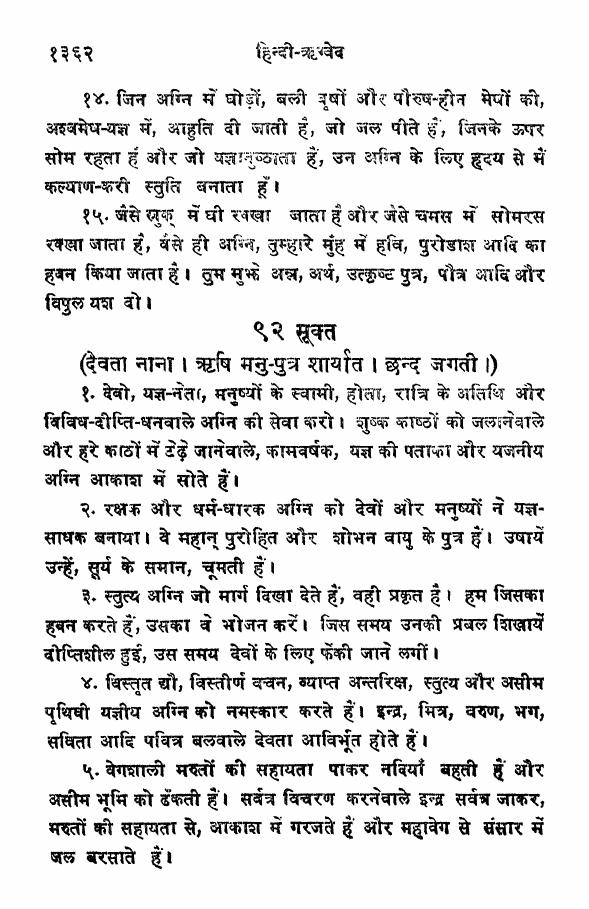 १३६२ हिन्दी-ऋग्वेद
१४. जिन अग्नि में घोड़ों, बली वृषों और पौरुष-हीन मेषों की,
अश्वमेध-यज्ञ में, आहुति दी जाती है, जो जल पीते हैं, जिनके ऊपर
सोम रहता है और जो यज्ञानुष्ठाता हैं, उन अग्नि के लिए हृदय से मैं
कल्याण-करी स्तुति बनाता हूँ।
१५. जैसे स्रुक् में घी रक्खा जाता है और जैसे चमस में सोमरस
रक्खा जाता है, वैसे ही अग्नि, तुम्हारे मुँह में हवि, पुरोडाश आदि का
हवन किया जाता है। तुम मुझे अन्न, अर्थ, उत्कृष्ट पुत्र, पौत्र आदि और
विपुल यश दो।
९२ सूक्त
(देवता नाना। ऋषि मनु-पुत्र शार्यात। छन्द जगती।)
१. देवो, यज्ञ-नेता, मनुष्यों के स्वामी, होता, रात्रि के अतिथि और
विविध-दीप्ति-धनवाले अग्नि की सेवा करो। शुष्क काष्ठों को जलानेवाले
और हरे काठों में टेढ़े जानेवाले, कामवर्षक, यज्ञ की पताका और यजनीय
अग्नि आकाश में सोते हैं।
२. रक्षक और धर्म-धारक अग्नि को देवों और मनुष्यों ने यज्ञ-
साधक बनाया। वे महान् पुरोहित और शोभन वायु के पुत्र हैं। उषायें
उन्हें, सूर्य के समान, चूमती हैं।
३. स्तुत्य अग्नि जो मार्ग दिखा देते हैं, वही प्रकृत है। हम जिसका
हवन करते हैं, उसका वे भोजन करें। जिस समय उनकी प्रबल शिखायें
दीप्तिशील हुईं, उस समय देवों के लिए फेंकी जाने लगीं।
४. विस्तृत द्यौ, विस्तीर्ण वचन, व्याप्त अन्तरिक्ष, स्तुत्य और असीम
पृथिवी यज्ञीय अग्नि को नमस्कार करते हैं। इन्द्र, मित्र, वरुण, भग,
सविता आदि पवित्र बलवाले देवता आविर्भूत होते हैं।
५. वेगशाली मरुतों की सहायता पाकर नदियाँ बहती हैं और
असीम भूमि को ढँकती हैं। सर्वत्र विचरण करनेवाले इन्द्र सर्वत्र जाकर,
मरुतों की सहायता से, आकाश में गरजते हैं और महावेग से संसार में
जल बरसाते हैं।